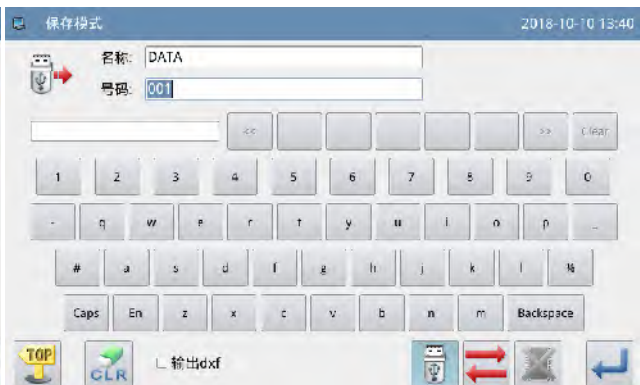 保存模式 2018-10-10 13:40
名称: DATA
号码: 001
<< >> Clear
1 2 3 4 5 6 7 8 9 0
- q w e r t y u i o p _
# a s d f g h j k l %
Caps En z x c v b n m Backspace
TOP CLR 输出dxf